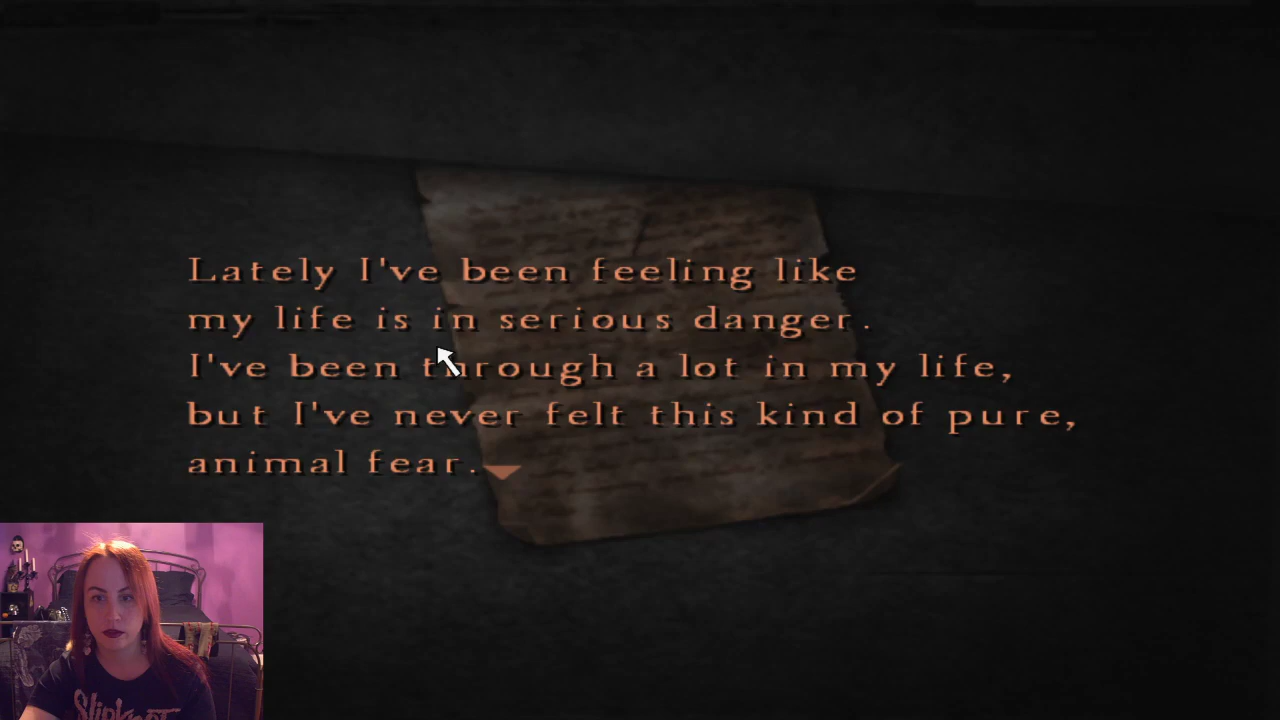 Lately I've been feeling like
my life is in serious danger.
I've been through a lot in my life,
but I've never felt this kind of pure,
animal fear.
Slipknot